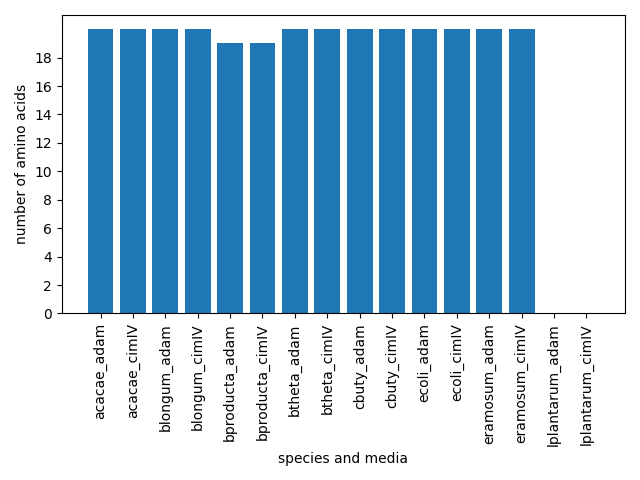 number of amino acids
18
16
14
12
10
8
6
4
2
0
acacae_adam
acacae_cimIV
blongum_adam
blongum_cimIV
bproducta_adam
bproducta_cimIV
btheta_adam
btheta_cimIV
cbuty_adam
cbuty_cimIV
ecoli_adam
ecoli_cimIV
eramosum_adam
eramosum_cimIV
lplantarum_adam
lplantarum_cimIV
species and media